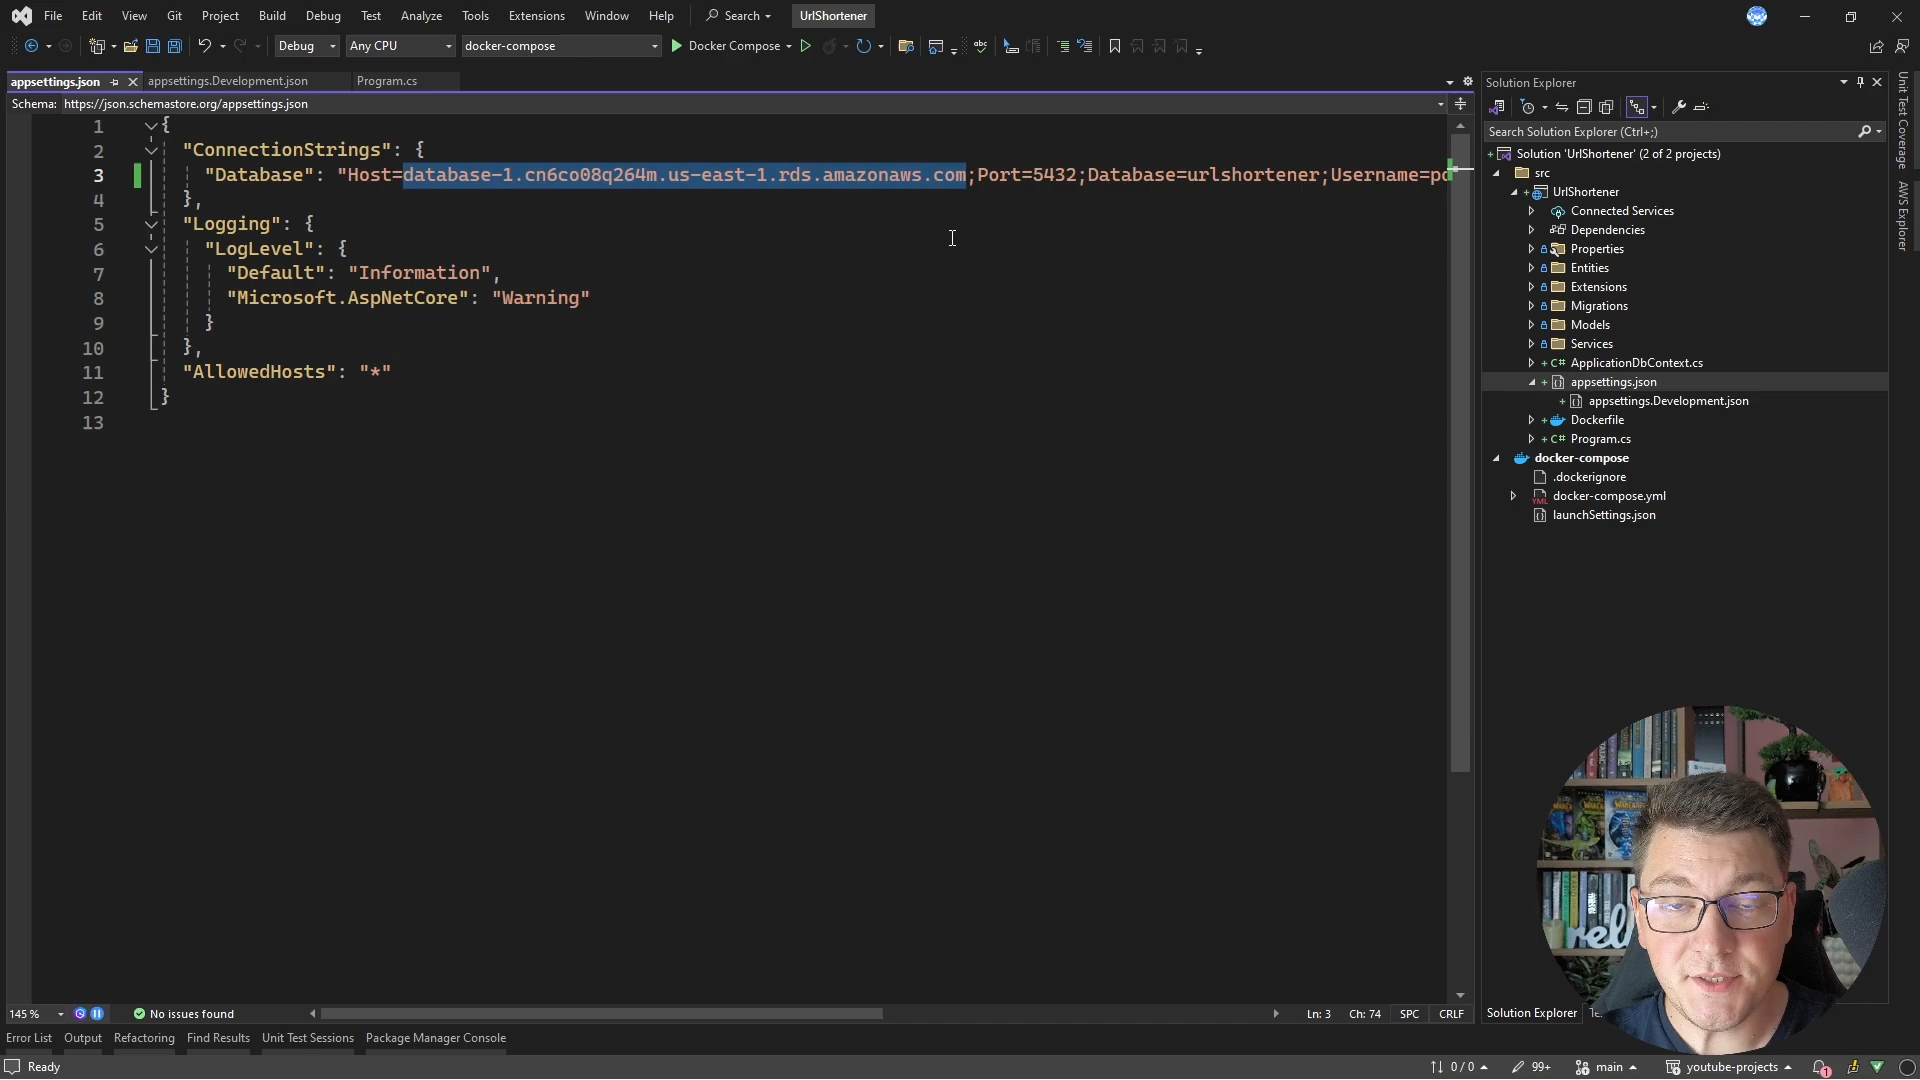 File Edit View Git Project Build Debug Test Analyze Tools Extensions Window Help Search UrlShortener
Debug Any CPU docker-compose Docker Compose
appsettings.json appsettings.Development.json Program.cs
Schema: https://json.schemastore.org/appsettings.json
1 {
2 "ConnectionStrings": {
3 "Database": "Host=database-1.cn6co08q264m.us-east-1.rds.amazonaws.com;Port=5432;Database=urlshortener;Username=po
4 },
5 "Logging": {
6 "LogLevel": {
7 "Default": "Information",
8 "Microsoft.AspNetCore": "Warning"
9 }
10 },
11 "AllowedHosts": "*"
12 }
13
145 % No issues found Ln: 3 Ch: 74 SPC CRLF
Error List Output Refactoring Find Results Unit Test Sessions Package Manager Console
Ready 0 / 0 99+ main youtube-projects 1
Solution Explorer
Search Solution Explorer (Ctrl+;)
Solution 'UrlShortener' (2 of 2 projects)
src
UrlShortener
Connected Services
Dependencies
Properties
Entities
Extensions
Migrations
Models
Services
C# ApplicationDbContext.cs
appsettings.json
appsettings.Development.json
Dockerfile
C# Program.cs
docker-compose
.dockerignore
docker-compose.yml
launchSettings.json
Solution Explorer
Unit Test Coverage
AWS Explorer